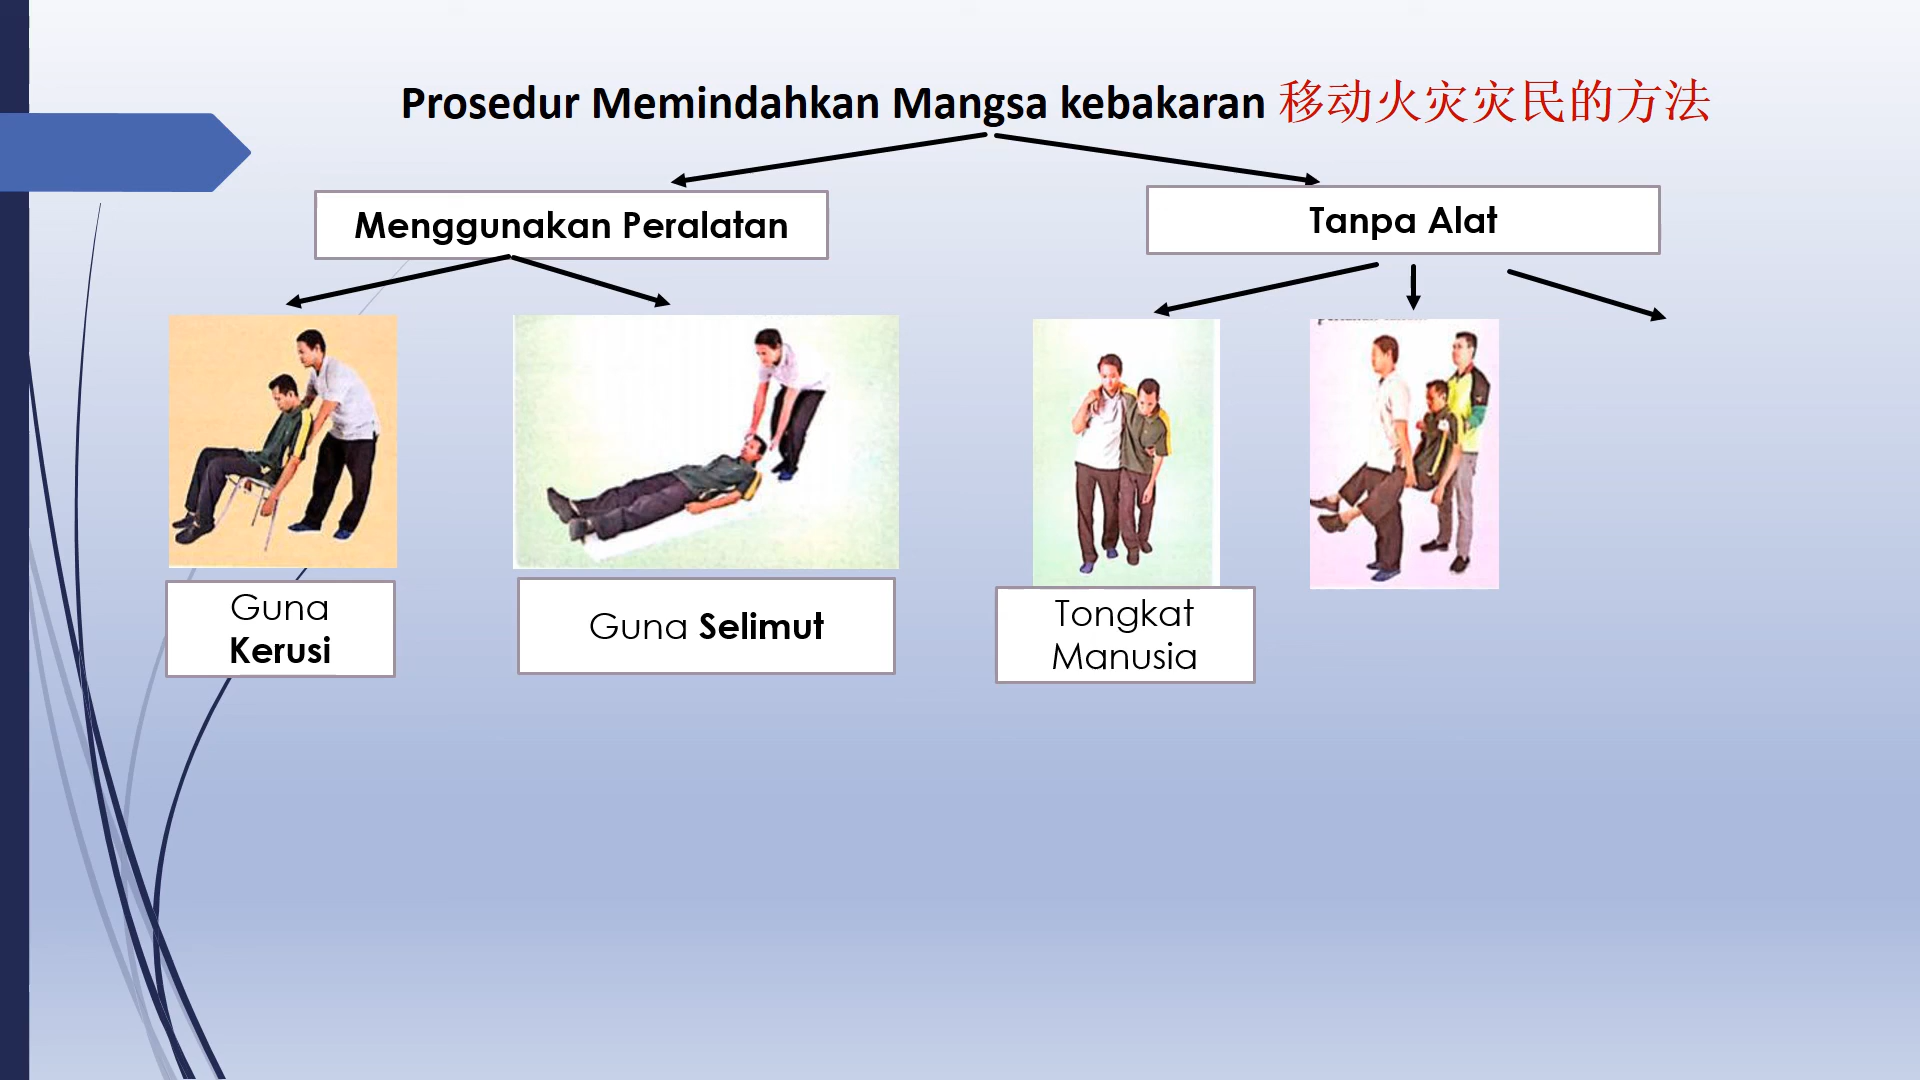 Prosedur Memindahkan Mangsa kebakaran 移动火灾灾民的方法
Menggunakan Peralatan
Tanpa Alat
Guna
Kerusi
Guna Selimut
Tongkat
Manusia